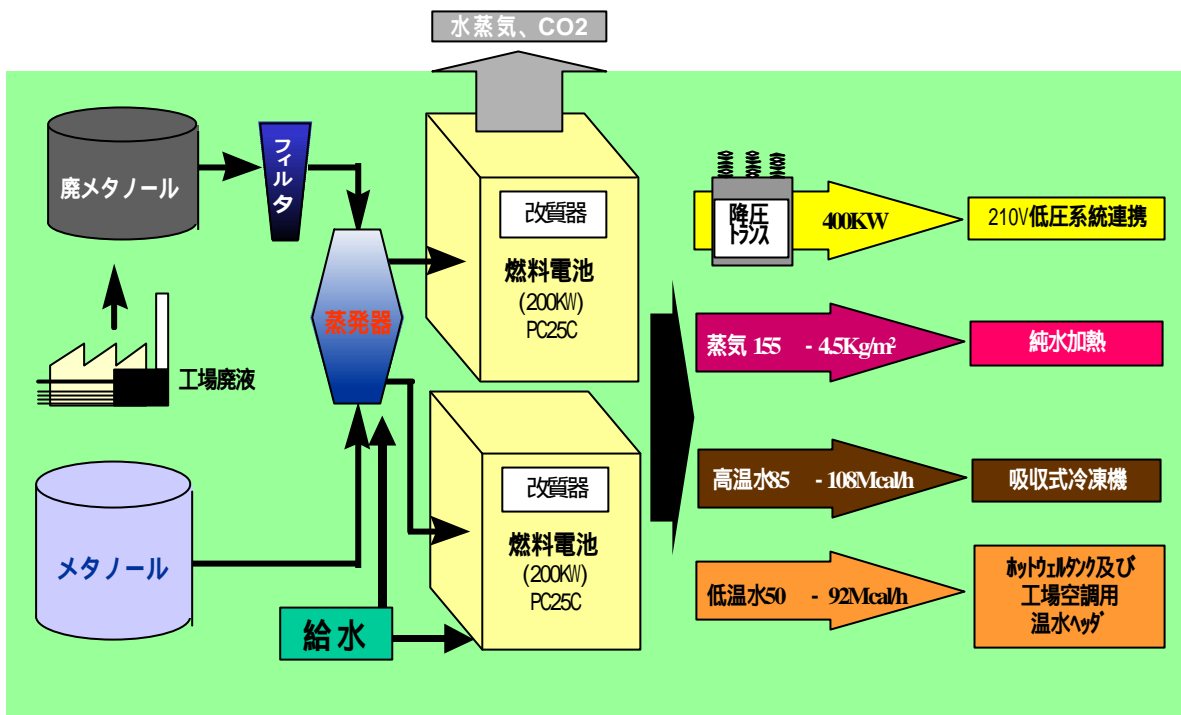 水蒸気、CO2
廃メタノール
フィルタ
改質器
燃料電池
(200KW)
PC25C
蒸発器
工場廃液
メタノール
給水
改質器
燃料電池
(200KW)
PC25C
降圧
トランス
400KW
210V低圧系統連携
蒸気 155 - 4.5Kg/m²
純水加熱
高温水85 - 108Mcal/h
吸収式冷凍機
低温水50 - 92Mcal/h
ホットウェルタンク及び
工場空調用
温水ヘッダ